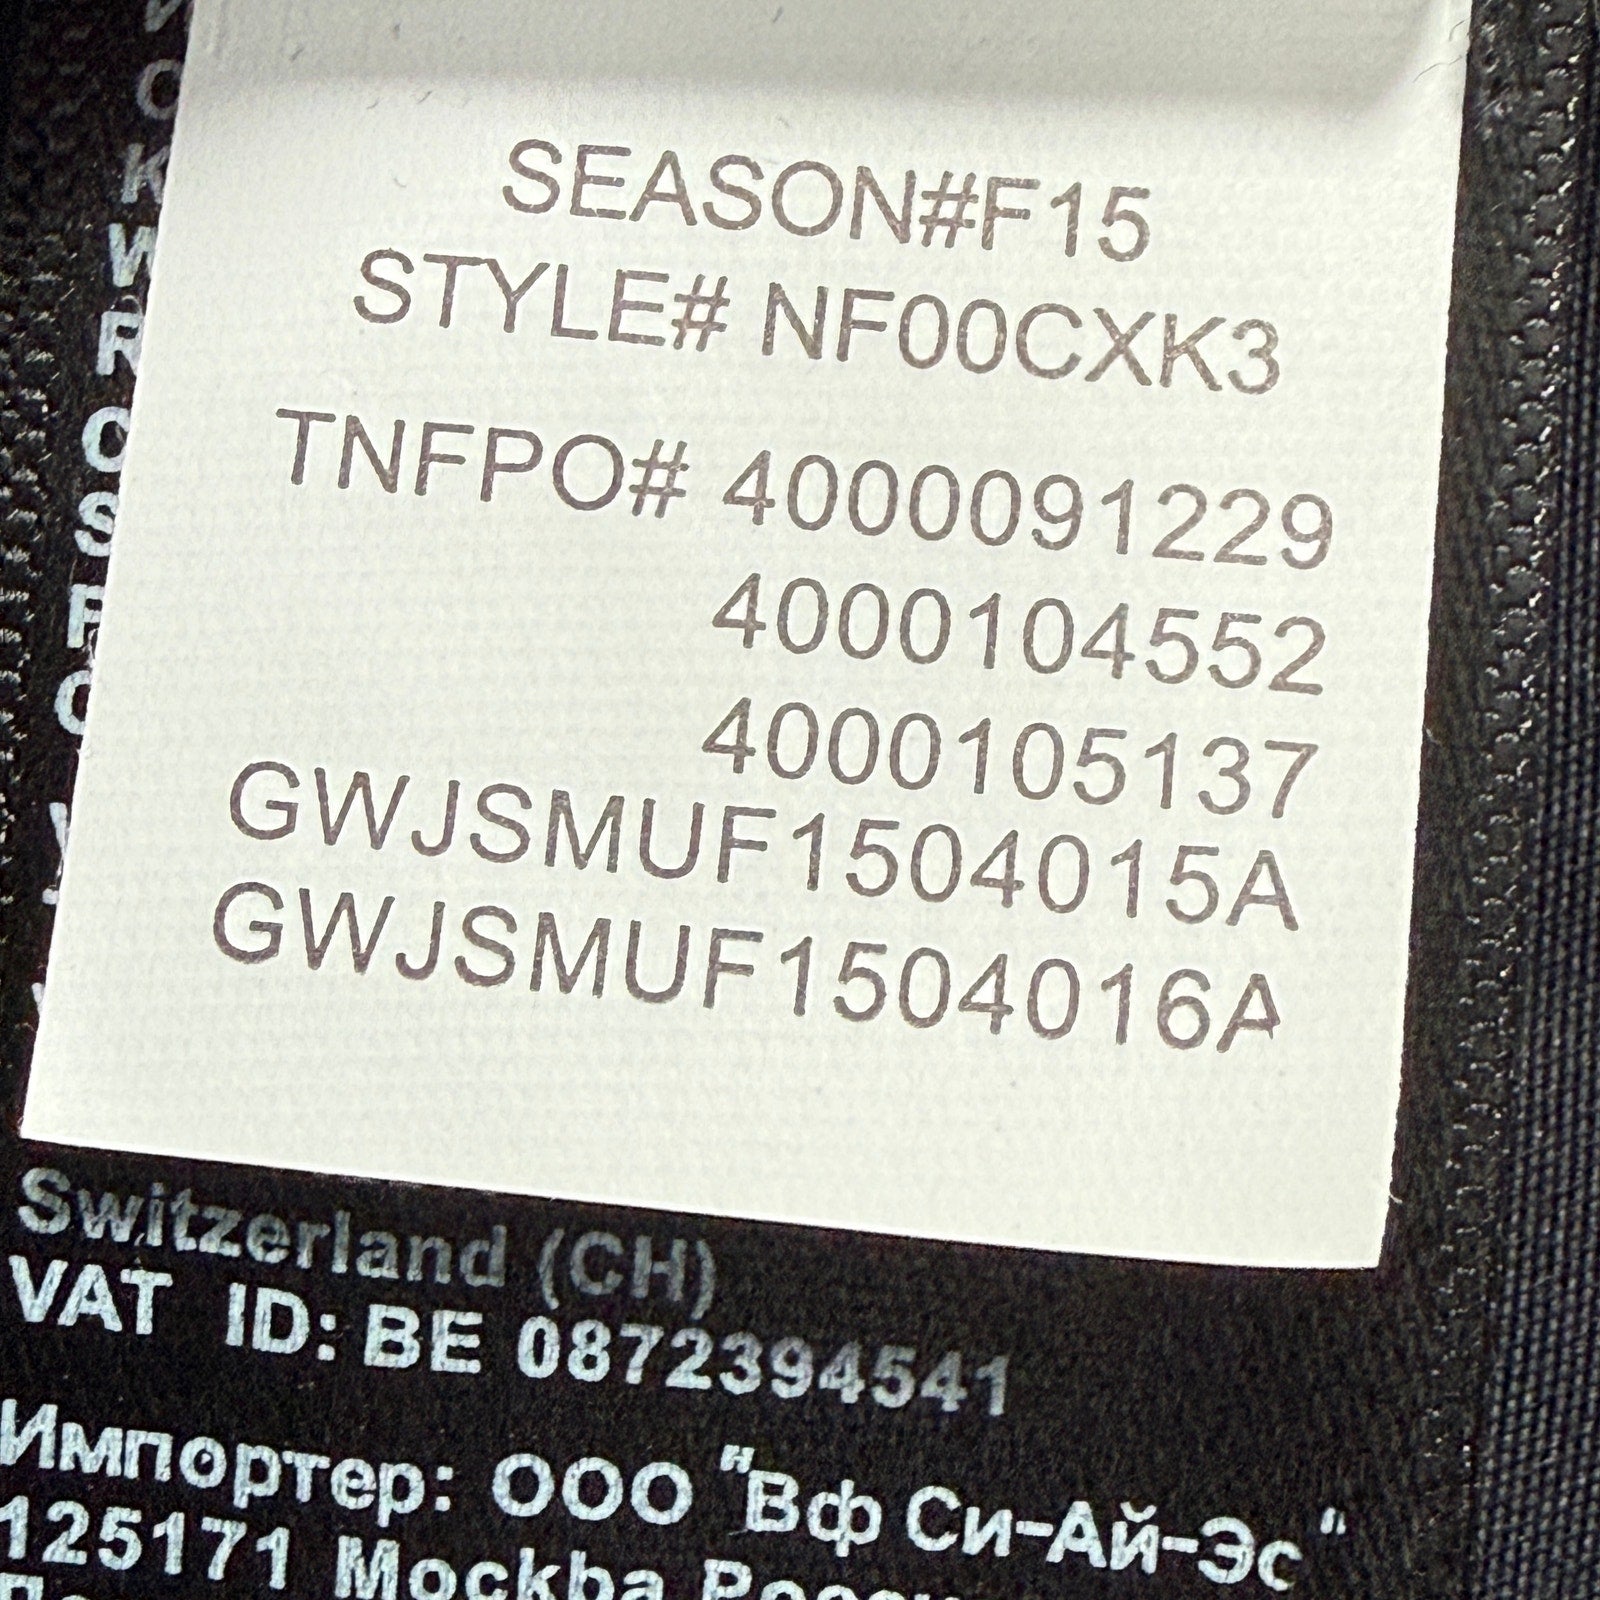 SEASON#F15
STYLE# NF00CXK3
TNFPO# 4000091229
4000104552
4000105137
GWJSMUF1504015A
GWJSMUF1504016A
Switzerland (CH)
VAT ID: BE 0872394541
Импортер: ООО "Вф Си-Ай-Эс"
125171 Москва